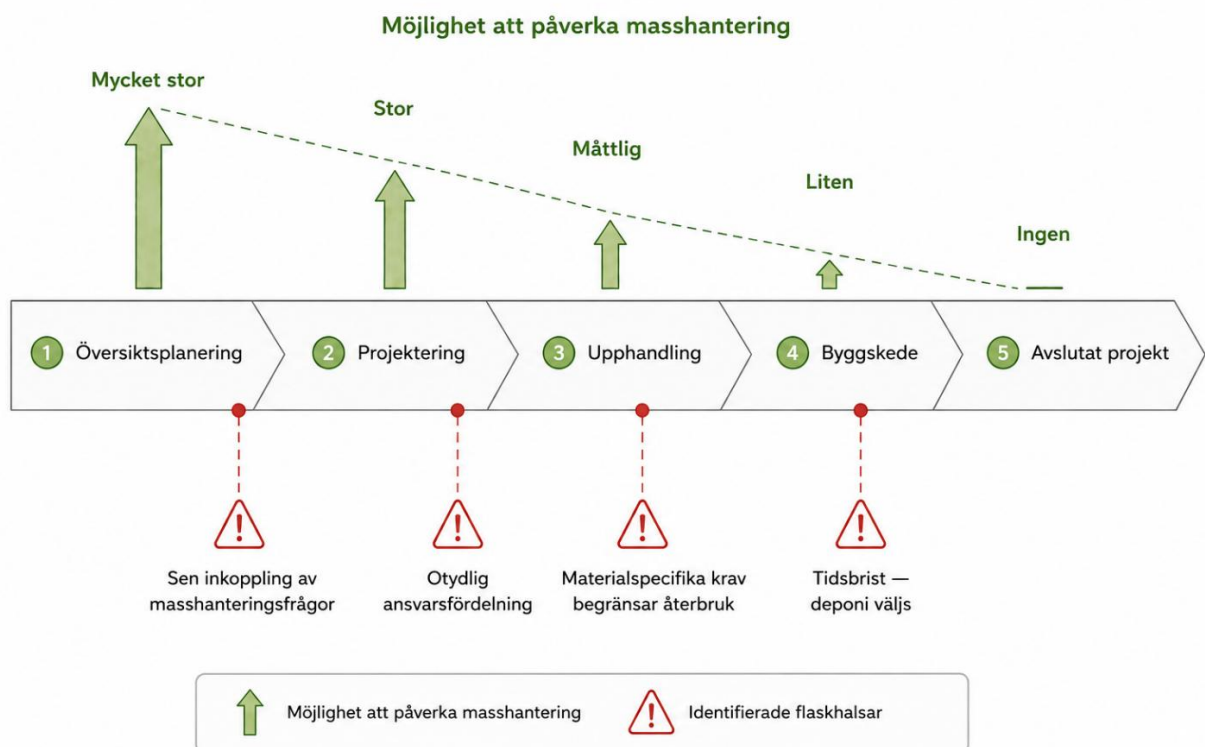 Möjlighet att påverka masshantering
Mycket stor
Stor
Måttlig
Liten
Ingen
1 Översiktsplanering
2 Projektering
3 Upphandling
4 Byggskede
5 Avslutat projekt
Sen inkoppling av
masshanteringsfrågor
Otydlig
ansvarsfördelning
Materialspecifika krav
begränsar återbruk
Tidsbrist —
deponi väljs
Möjlighet att påverka masshantering
Identifierade flaskhalsar